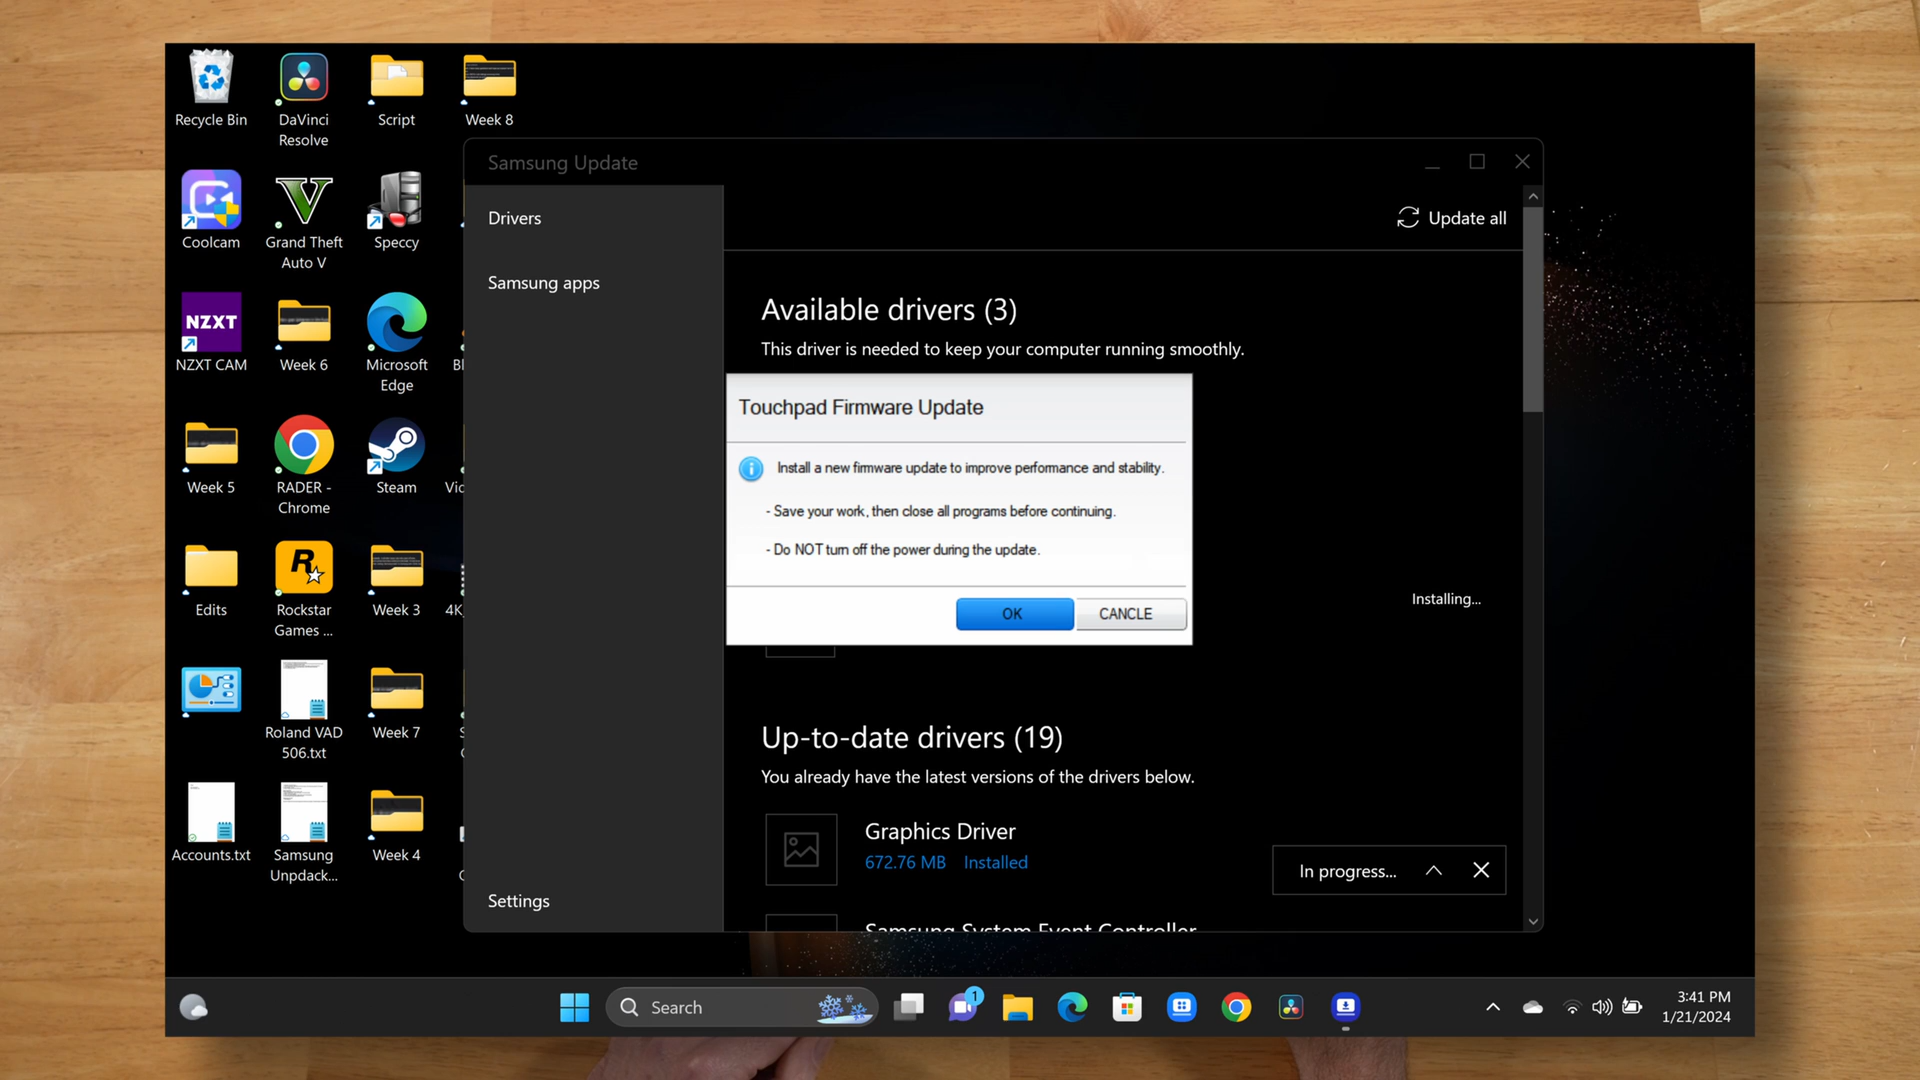 Recycle Bin
DaVinci
Resolve
Script
Week 8
Coolcam
Grand Theft
Auto V
Speccy
NZXT
NZXT CAM
Week 6
Microsoft
Edge
Bl
Week 5
RADER -
Chrome
Steam
Vic
Edits
R
Rockstar
Games ...
Week 3
4K
Roland VAD
506.txt
Week 7
Accounts.txt
Samsung
Unpdack...
Week 4
Samsung Update
Drivers
Samsung apps
Settings
Update all
Available drivers (3)
This driver is needed to keep your computer running smoothly.
Touchpad Firmware Update
Install a new firmware update to improve performance and stability.
- Save your work, then close all programs before continuing.
- Do NOT turn off the power during the update.
OK
CANCLE
Installing...
Up-to-date drivers (19)
You already have the latest versions of the drivers below.
Graphics Driver
672.76 MB Installed
In progress...
Samsung System Event Controller
Search
1
3:41 PM
1/21/2024